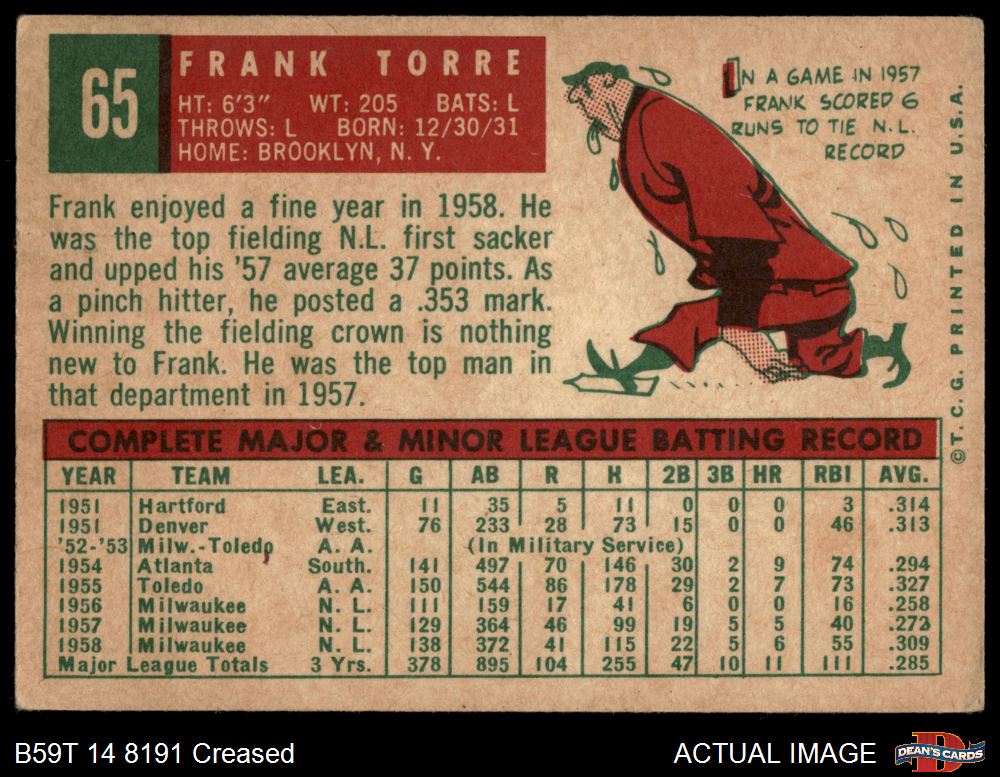 65
FRANK TORRE
HT: 6'3" WT: 205 BATS: L
THROWS: L BORN: 12/30/31
HOME: BROOKLYN, N. Y.
IN A GAME IN 1957
FRANK SCORED 6
RUNS TO TIE N.L.
RECORD
Frank enjoyed a fine year in 1958. He
was the top fielding N.L. first sacker
and upped his '57 average 37 points. As
a pinch hitter, he posted a .353 mark.
Winning the fielding crown is nothing
new to Frank. He was the top man in
that department in 1957.
©T. C. G. PRINTED IN U.S.A.
COMPLETE MAJOR & MINOR LEAGUE BATTING RECORD
YEAR TEAM LEA. G AB R H 2B 3B HR RBI AVG.
1951 Hartford East. 11 35 5 11 0 0 0 3 .314
1951 Denver West. 76 233 28 73 15 0 0 46 .313
'52-'53 Milw.-Toledo A. A. (In Military Service)
1954 Atlanta South. 141 497 70 146 30 2 9 74 .294
1955 Toledo A. A. 150 544 86 178 29 2 7 73 .327
1956 Milwaukee N. L. 111 159 17 41 6 0 0 16 .258
1957 Milwaukee N. L. 129 364 46 99 19 5 5 40 .272
1958 Milwaukee N. L. 138 372 41 115 22 5 6 55 .309
Major League Totals 3 Yrs. 378 895 104 255 47 10 11 111 .285
B59T 14 8191 Creased
ACTUAL IMAGE
DEAN'S CARDS